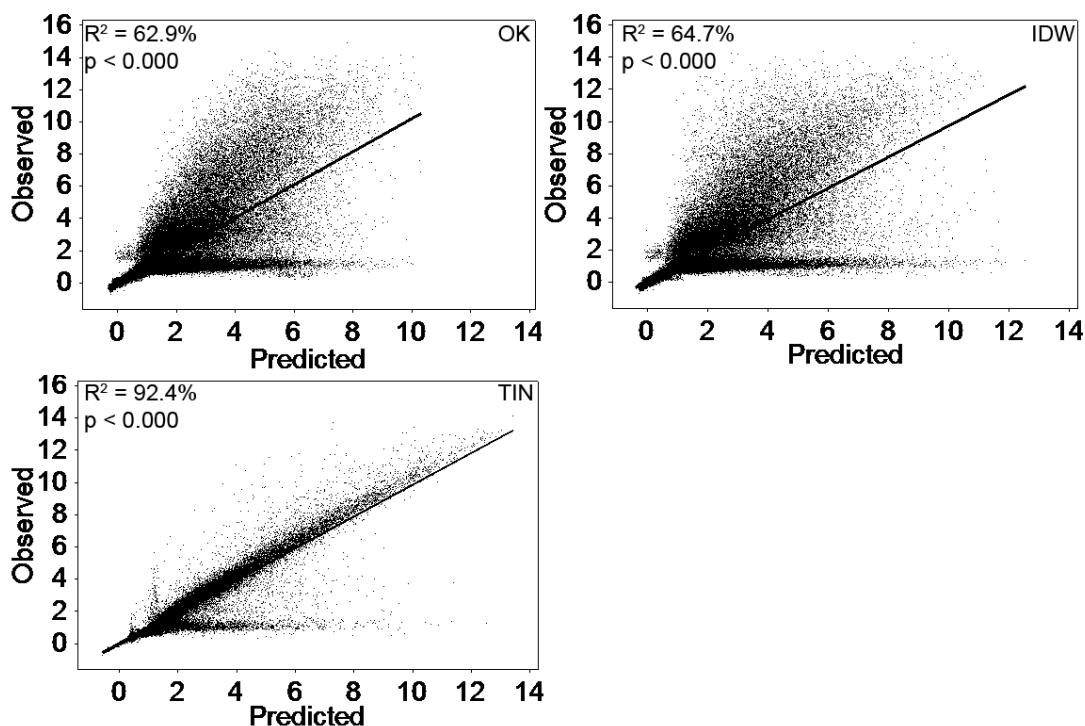 16
14
12
10
8
6
4
2
0
Observed
R² = 62.9%
p < 0.000
OK
0 2 4 6 8 10 12 14
Predicted
16
14
12
10
8
6
4
2
0
Observed
R² = 64.7%
p < 0.000
IDW
0 2 4 6 8 10 12 14
Predicted
16
14
12
10
8
6
4
2
0
Observed
R² = 92.4%
p < 0.000
TIN
0 2 4 6 8 10 12 14
Predicted